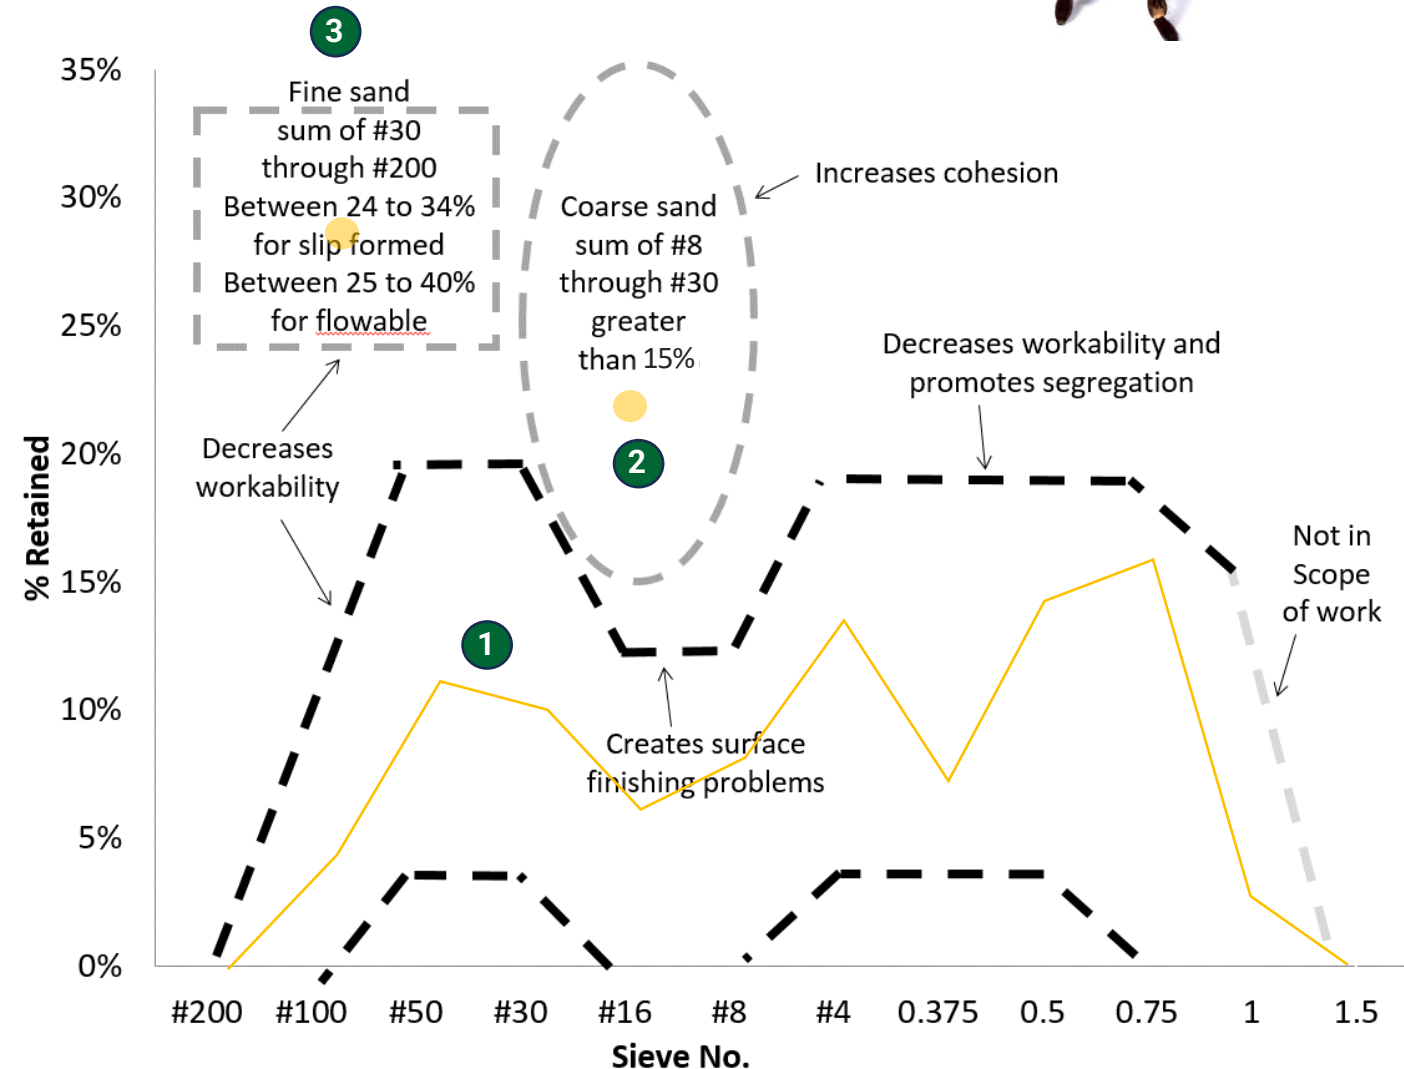 3
35%
Fine sand
sum of #30
through #200
Between 24 to 34%
for slip formed
Between 25 to 40%
for flowable
30%
Increases cohesion
Coarse sand
sum of #8
through #30
greater
than 15%
25%
Decreases workability and
promotes segregation
Decreases
workability
2
20%
% Retained
Not in
Scope
of work
15%
1
10%
Creates surface
finishing problems
5%
0%
#200 #100 #50 #30 #16 #8 #4 0.375 0.5 0.75 1 1.5
Sieve No.